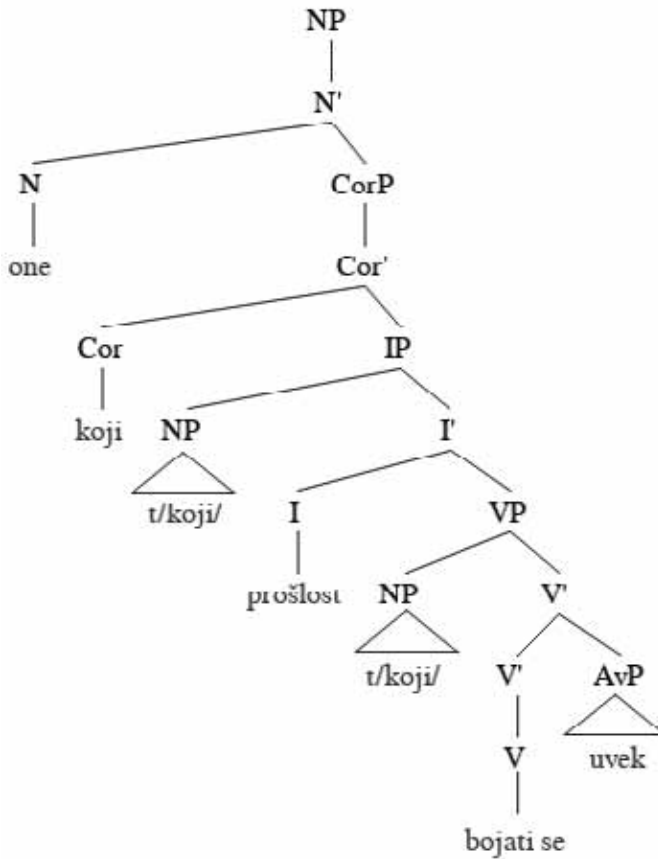 NP
N'
N CorP
one Cor'
Cor IP
koji NP I'
t/koji/ I VP
prošlost NP V'
t/koji/ V' AvP
V uvek
bojati se